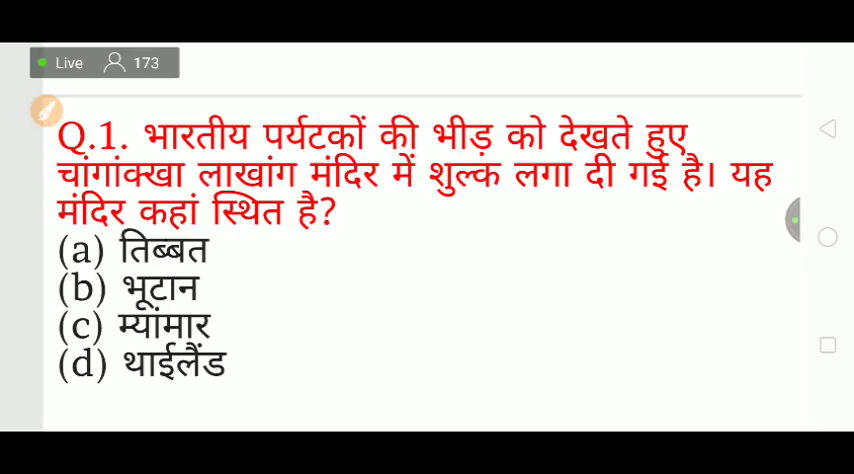 Live 173
Q.1. भारतीय पर्यटकों की भीड़ को देखते हुए
चांगांक्खा लाखांग मंदिर में शुल्क लगा दी गई है। यह
मंदिर कहां स्थित है?
(a) तिब्बत
(b) भूटान
(c) म्यांमार
(d) थाईलैंड